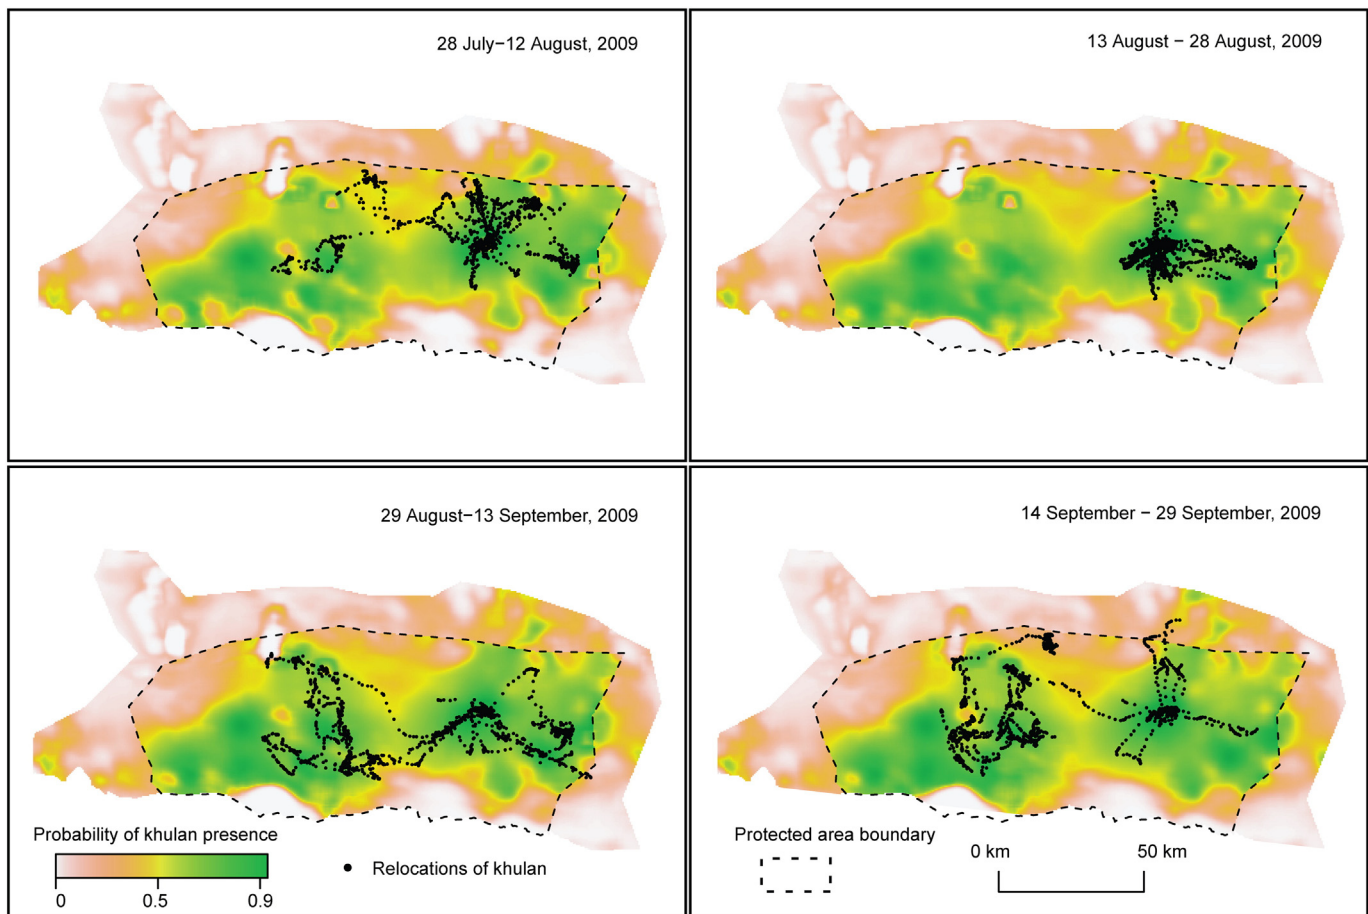 28 July−12 August, 2009
13 August − 28 August, 2009
29 August−13 September, 2009
14 September − 29 September, 2009
Probability of khulan presence
0 0.5 0.9
Relocations of khulan
Protected area boundary
0 km 50 km